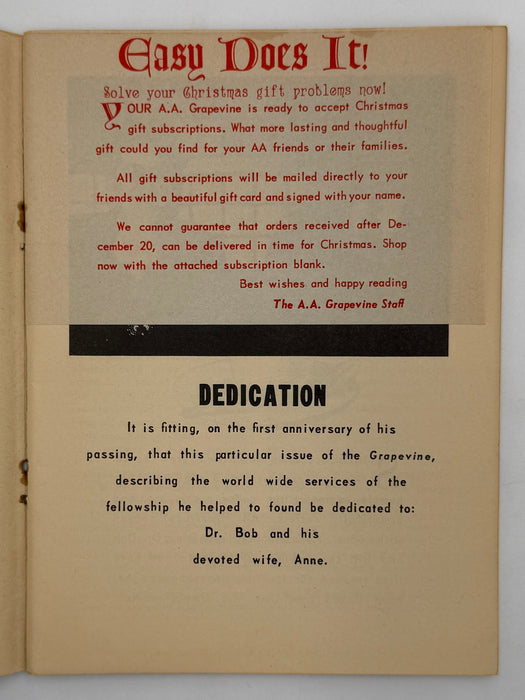 Easy Does It!
Solve your Christmas gift problems now!
YOUR A.A. Grapevine is ready to accept Christmas
gift subscriptions. What more lasting and thoughtful
gift could you find for your AA friends or their families.
All gift subscriptions will be mailed directly to your
friends with a beautiful gift card and signed with your name.
We cannot guarantee that orders received after De-
cember 20, can be delivered in time for Christmas. Shop
now with the attached subscription blank.
Best wishes and happy reading
The A.A. Grapevine Staff
DEDICATION
It is fitting, on the first anniversary of his
passing, that this particular issue of the Grapevine,
describing the world wide services of the
fellowship he helped to found be dedicated to:
Dr. Bob and his
devoted wife, Anne.